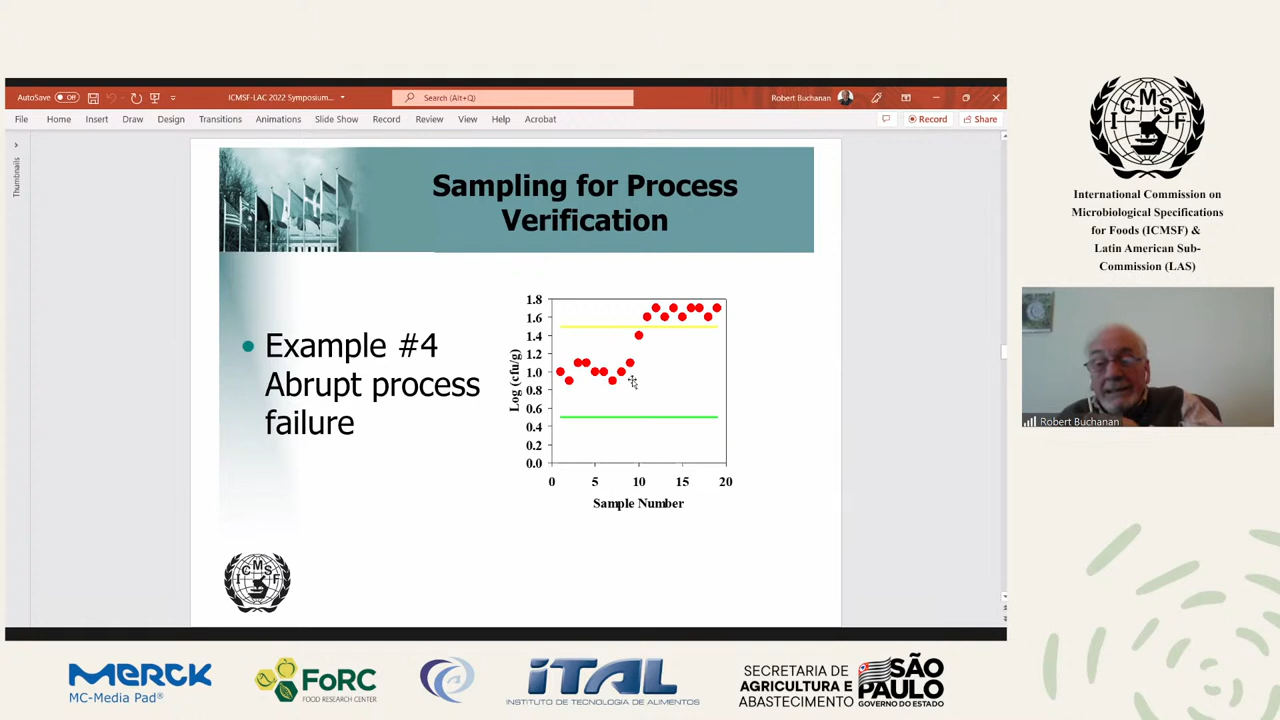 AutoSave
Off
ICMSF-LAC 2022 Symposium...
Search (Alt+Q)
Robert Buchanan
File
Home
Insert
Draw
Design
Transitions
Animations
Slide Show
Record
Review
View
Help
Acrobat
Record
Share
Thumbnails
Sampling for Process
Verification
• Example #4
Abrupt process
failure
Log (cfu/g)
1.8
1.6
1.4
1.2
1.0
0.8
0.6
0.4
0.2
0.0
0 5 10 15 20
Sample Number
ICMSF
ICMSF
International Commission on
Microbiological Specifications
for Foods (ICMSF) &
Latin American Sub-
Commission (LAS)
Robert Buchanan
MERCK
MC-Media Pad®
FoRC
FOOD RESEARCH CENTER
iTAL
INSTITUTO DE TECNOLOGIA DE ALIMENTOS
SECRETARIA DE
AGRICULTURA E
ABASTECIMENTO
SÃO
PAULO
GOVERNO DO ESTADO